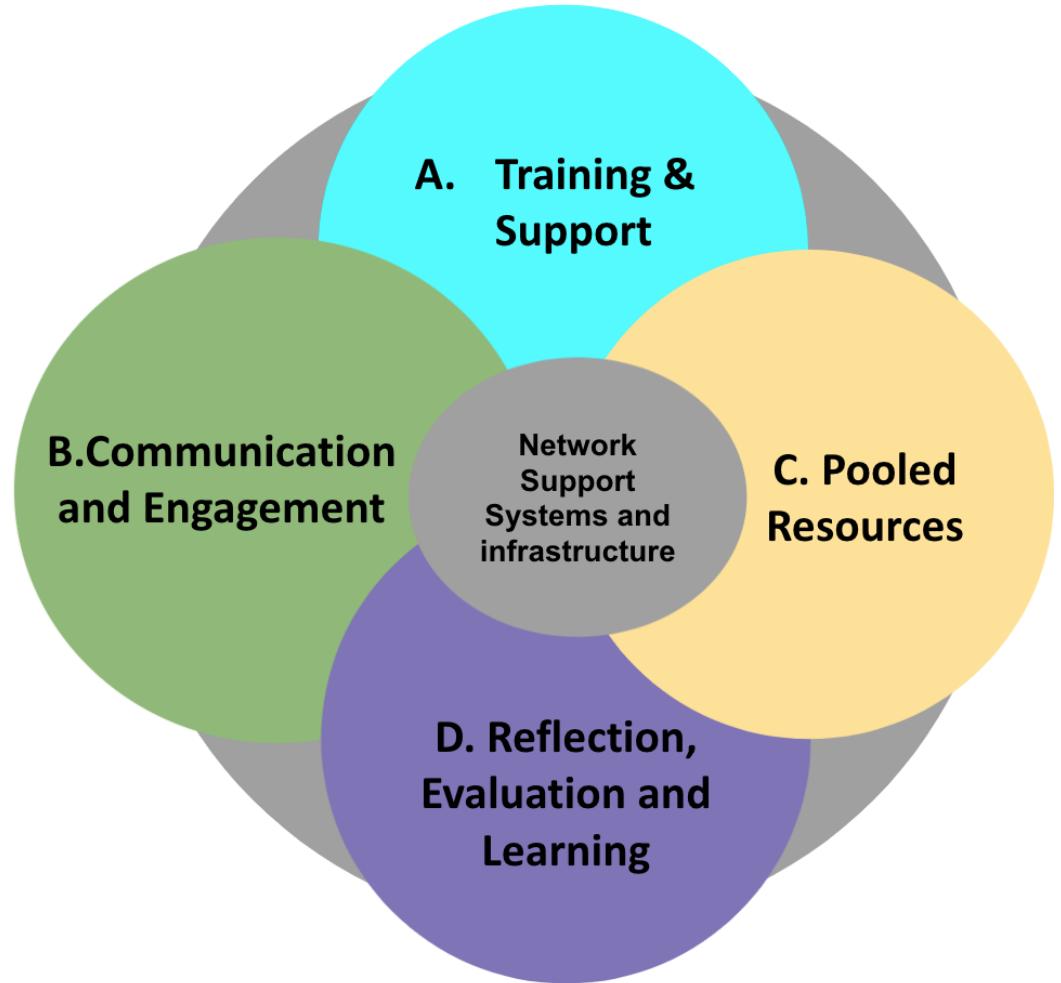 A. Training &
Support
B.Communication
and Engagement
Network
Support
Systems and
infrastructure
C. Pooled
Resources
D. Reflection,
Evaluation and
Learning